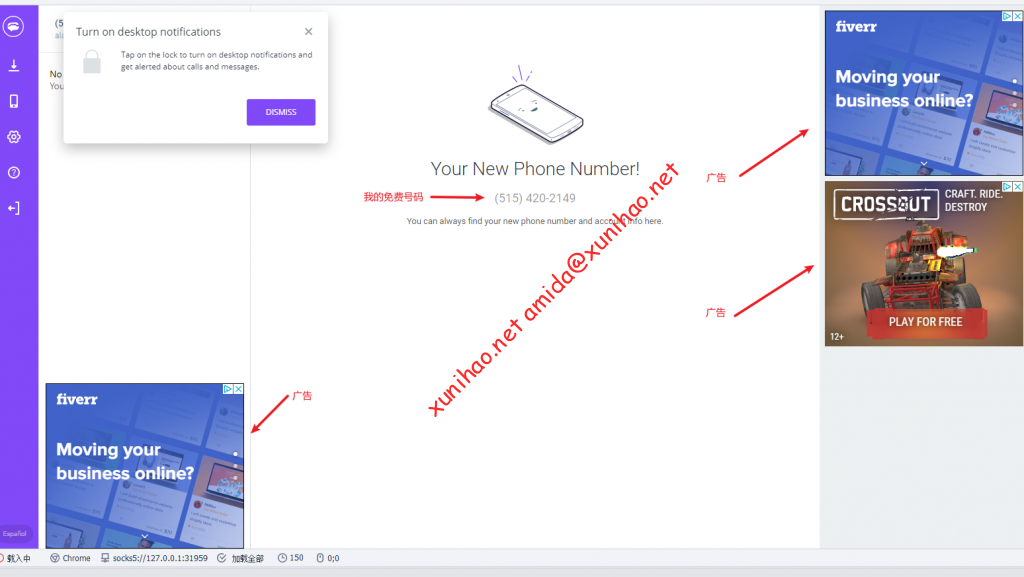 (5
Turn on desktop notifications
Tap on the lock to turn on desktop notifications and
get alerted about calls and messages.
No
You
DISMISS
Your New Phone Number!
我的免费号码
(515) 420-2149
You can always find your new phone number and account info here.
xunihao.net amida@xunihao.net
广告
fiverr
Moving your
business online?
广告
CROSSOUT
CRAFT. RIDE.
DESTROY
PLAY FOR FREE
12+
广告
fiverr
Moving your
business online?
Español
载入中
Chrome
socks5://127.0.0.1:31959
加载全部
150
0;0